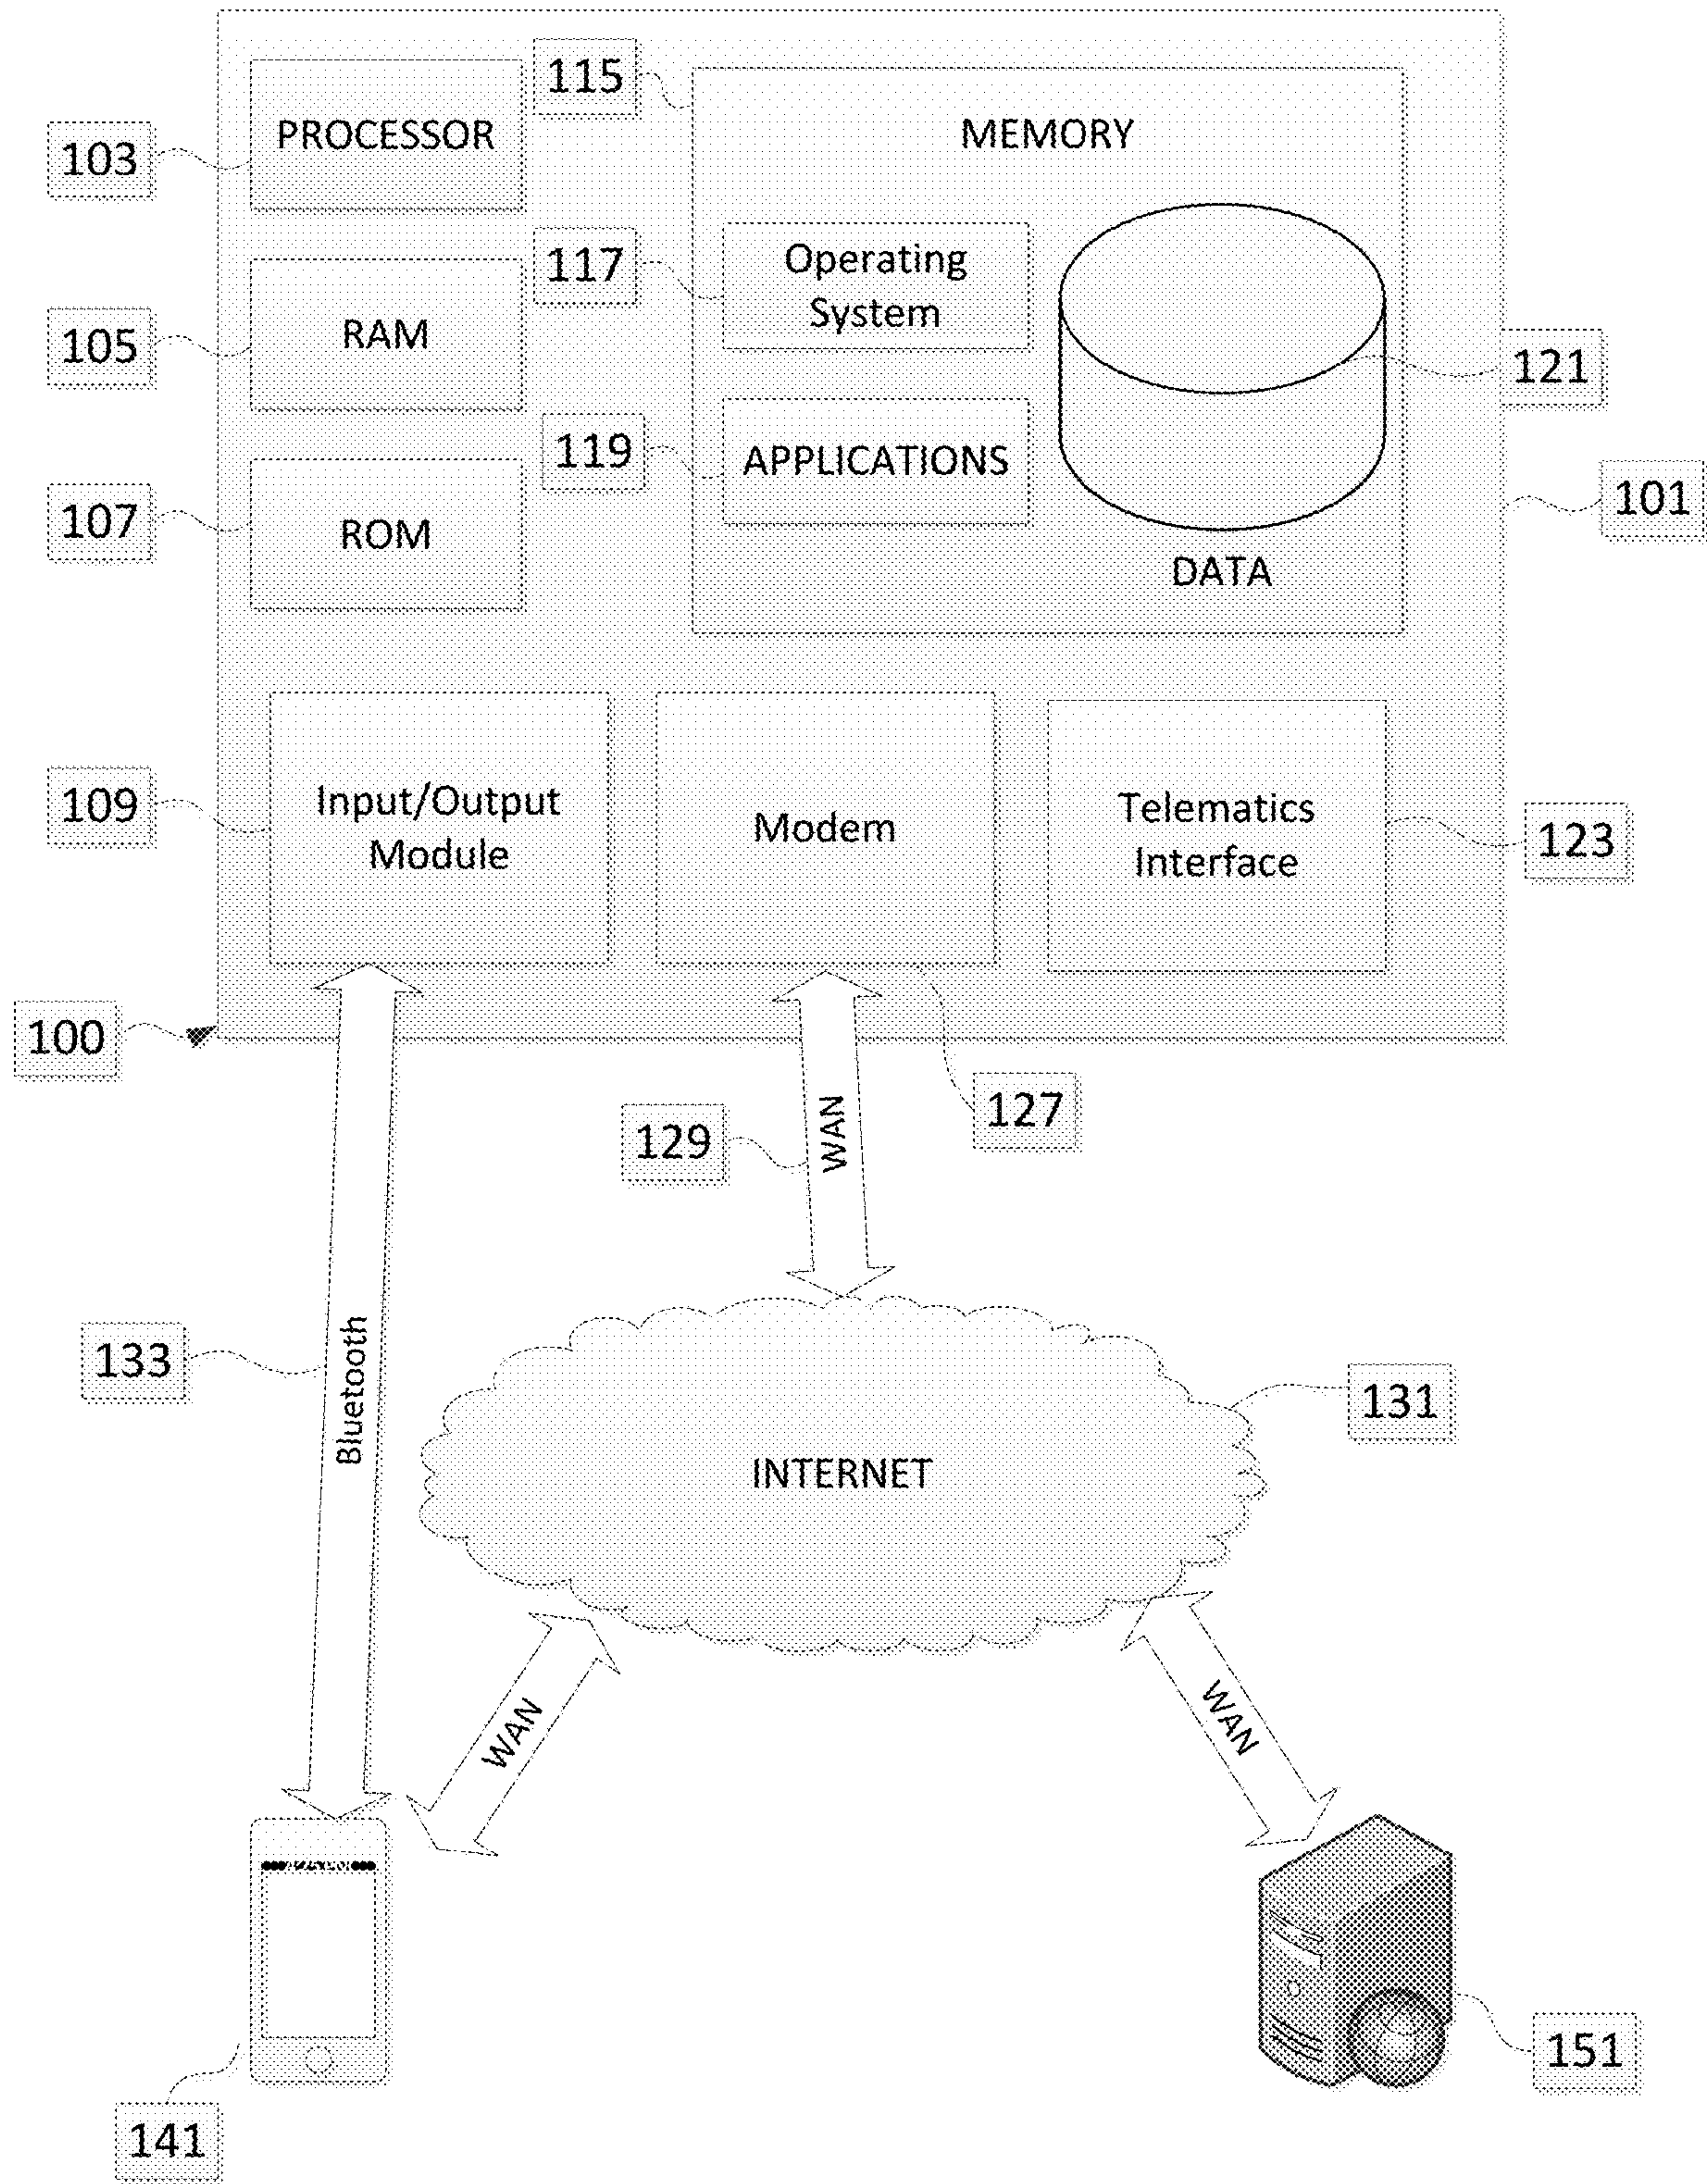 115
PROCESSOR
MEMORY
103
117
Operating
System
105
RAM
121
119
APPLICATIONS
101
107
ROM
DATA
109
Input/Output
Module
Modem
Telematics
Interface
123
100
127
129
WAN
133
Bluetooth
131
INTERNET
WAN
WAN
151
141